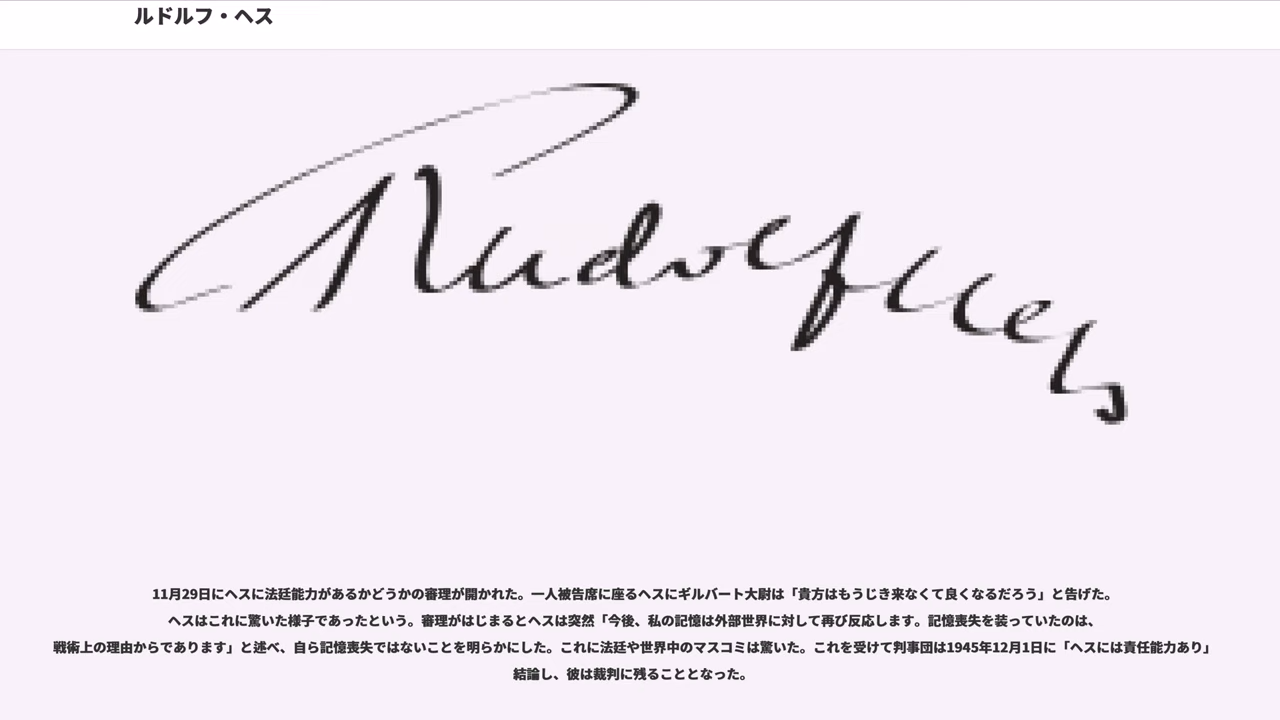 ルドルフ・ヘス
Rudolf Hess
11月29日にヘスに法廷能力があるかどうかの審理が開かれた。一人被告席に座るヘスにギルバート大尉は「貴方はもうじき来なくて良くなるだろう」と告げた。
ヘスはこれに驚いた様子であったという。審理がはじまるとヘスは突然「今後、私の記憶は外部世界に対して再び反応します。記憶喪失を装っていたのは、
戦術上の理由からであります」と述べ、自ら記憶喪失ではないことを明らかにした。これに法廷や世界中のマスコミは驚いた。これを受けて判事団は1945年12月1日に「ヘスには責任能力あり」
結論し、彼は裁判に残ることとなった。